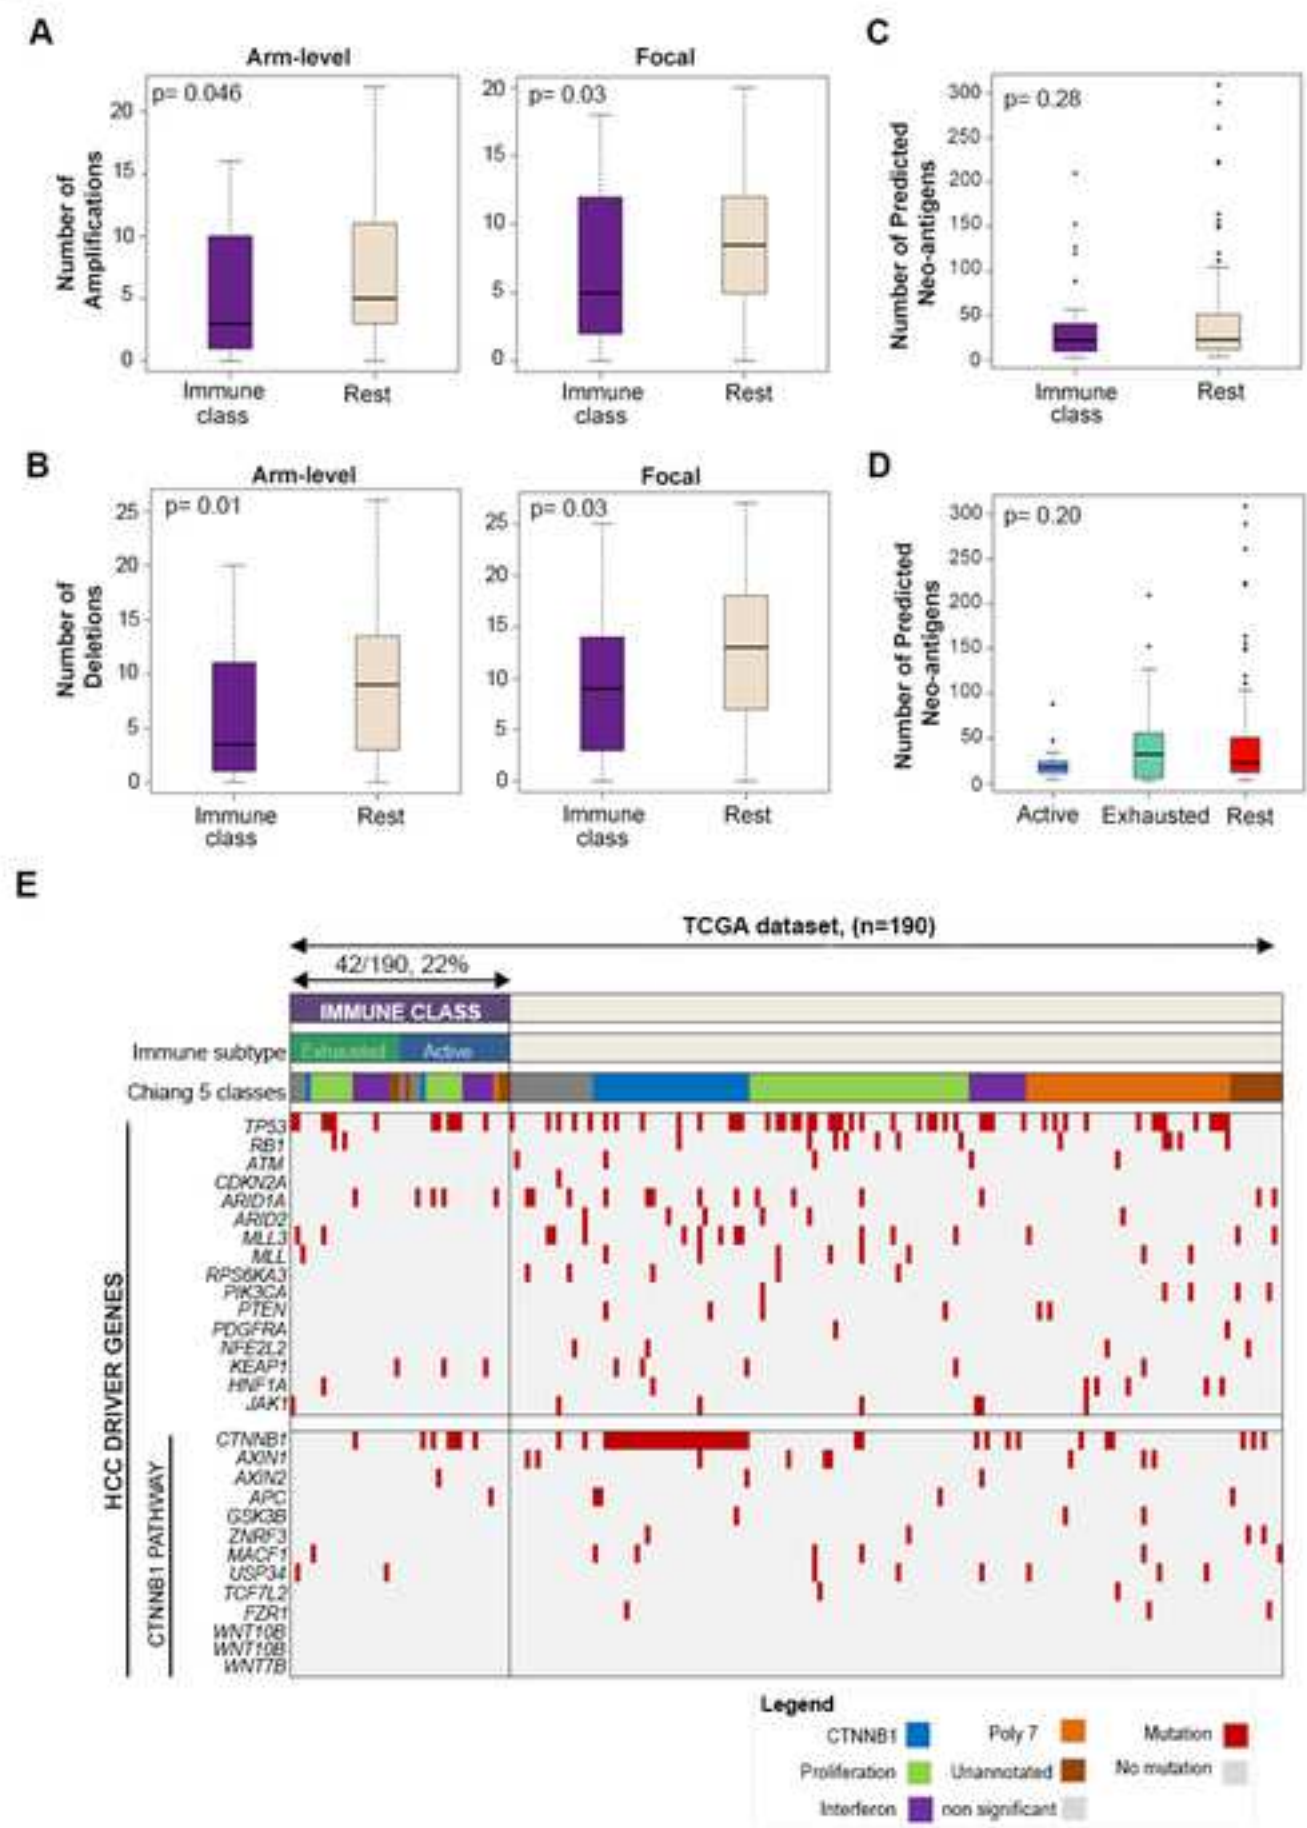 A
Arm-level
Focal
p= 0.046
p= 0.03
Number of
Amplifications
20
15
10
5
0
20
15
10
5
0
Immune
class
Rest
Immune
class
Rest
C
p= 0.28
Number of Predicted
Neo-antigens
300
250
200
150
100
50
0
Immune
class
Rest
B
Arm-level
Focal
p= 0.01
p= 0.03
Number of
Deletions
25
20
15
10
5
0
25
20
15
10
5
0
Immune
class
Rest
Immune
class
Rest
D
p= 0.20
Number of Predicted
Neo-antigens
300
250
200
150
100
50
0
Active Exhausted Rest
E
TCGA dataset, (n=190)
42/190, 22%
IMMUNE CLASS
Immune subtype
Exhausted
Active
Chiang 5 classes
HCC DRIVER GENES
TP53
RB1
ATM
CDKN2A
ARID1A
ARID2
MLL3
MLL
RPS6KA3
PIK3CA
PTEN
PDGFRA
NFE2L2
KEAP1
HNF1A
JAK1
CTNNB1 PATHWAY
CTNNB1
AXIN1
AXIN2
APC
GSK3B
ZNRF3
MACF1
USP34
TCF7L2
FZR1
WNT10B
WNT10B
WNT7B
Legend
CTNNB1
Poly 7
Mutation
Proliferation
Unannotated
No mutation
Interferon
non significant